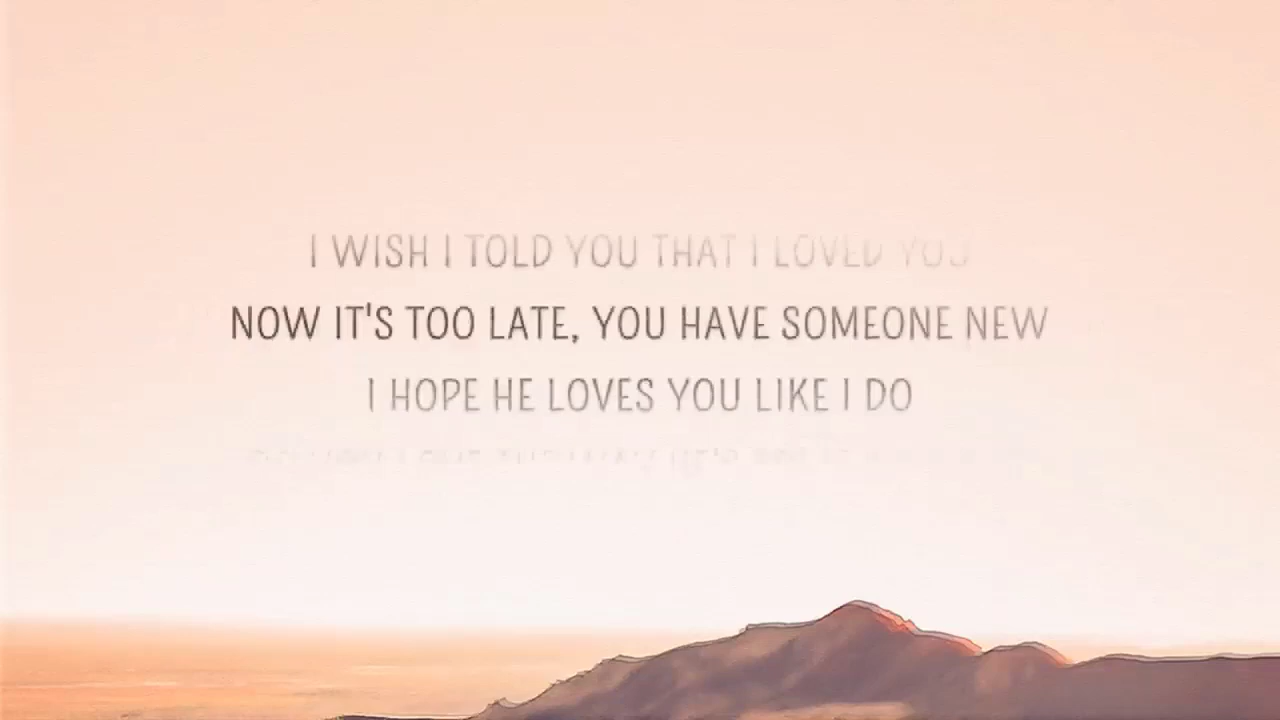 I WISH I TOLD YOU THAT I LOVED YOU
NOW IT'S TOO LATE, YOU HAVE SOMEONE NEW
I HOPE HE LOVES YOU LIKE I DO